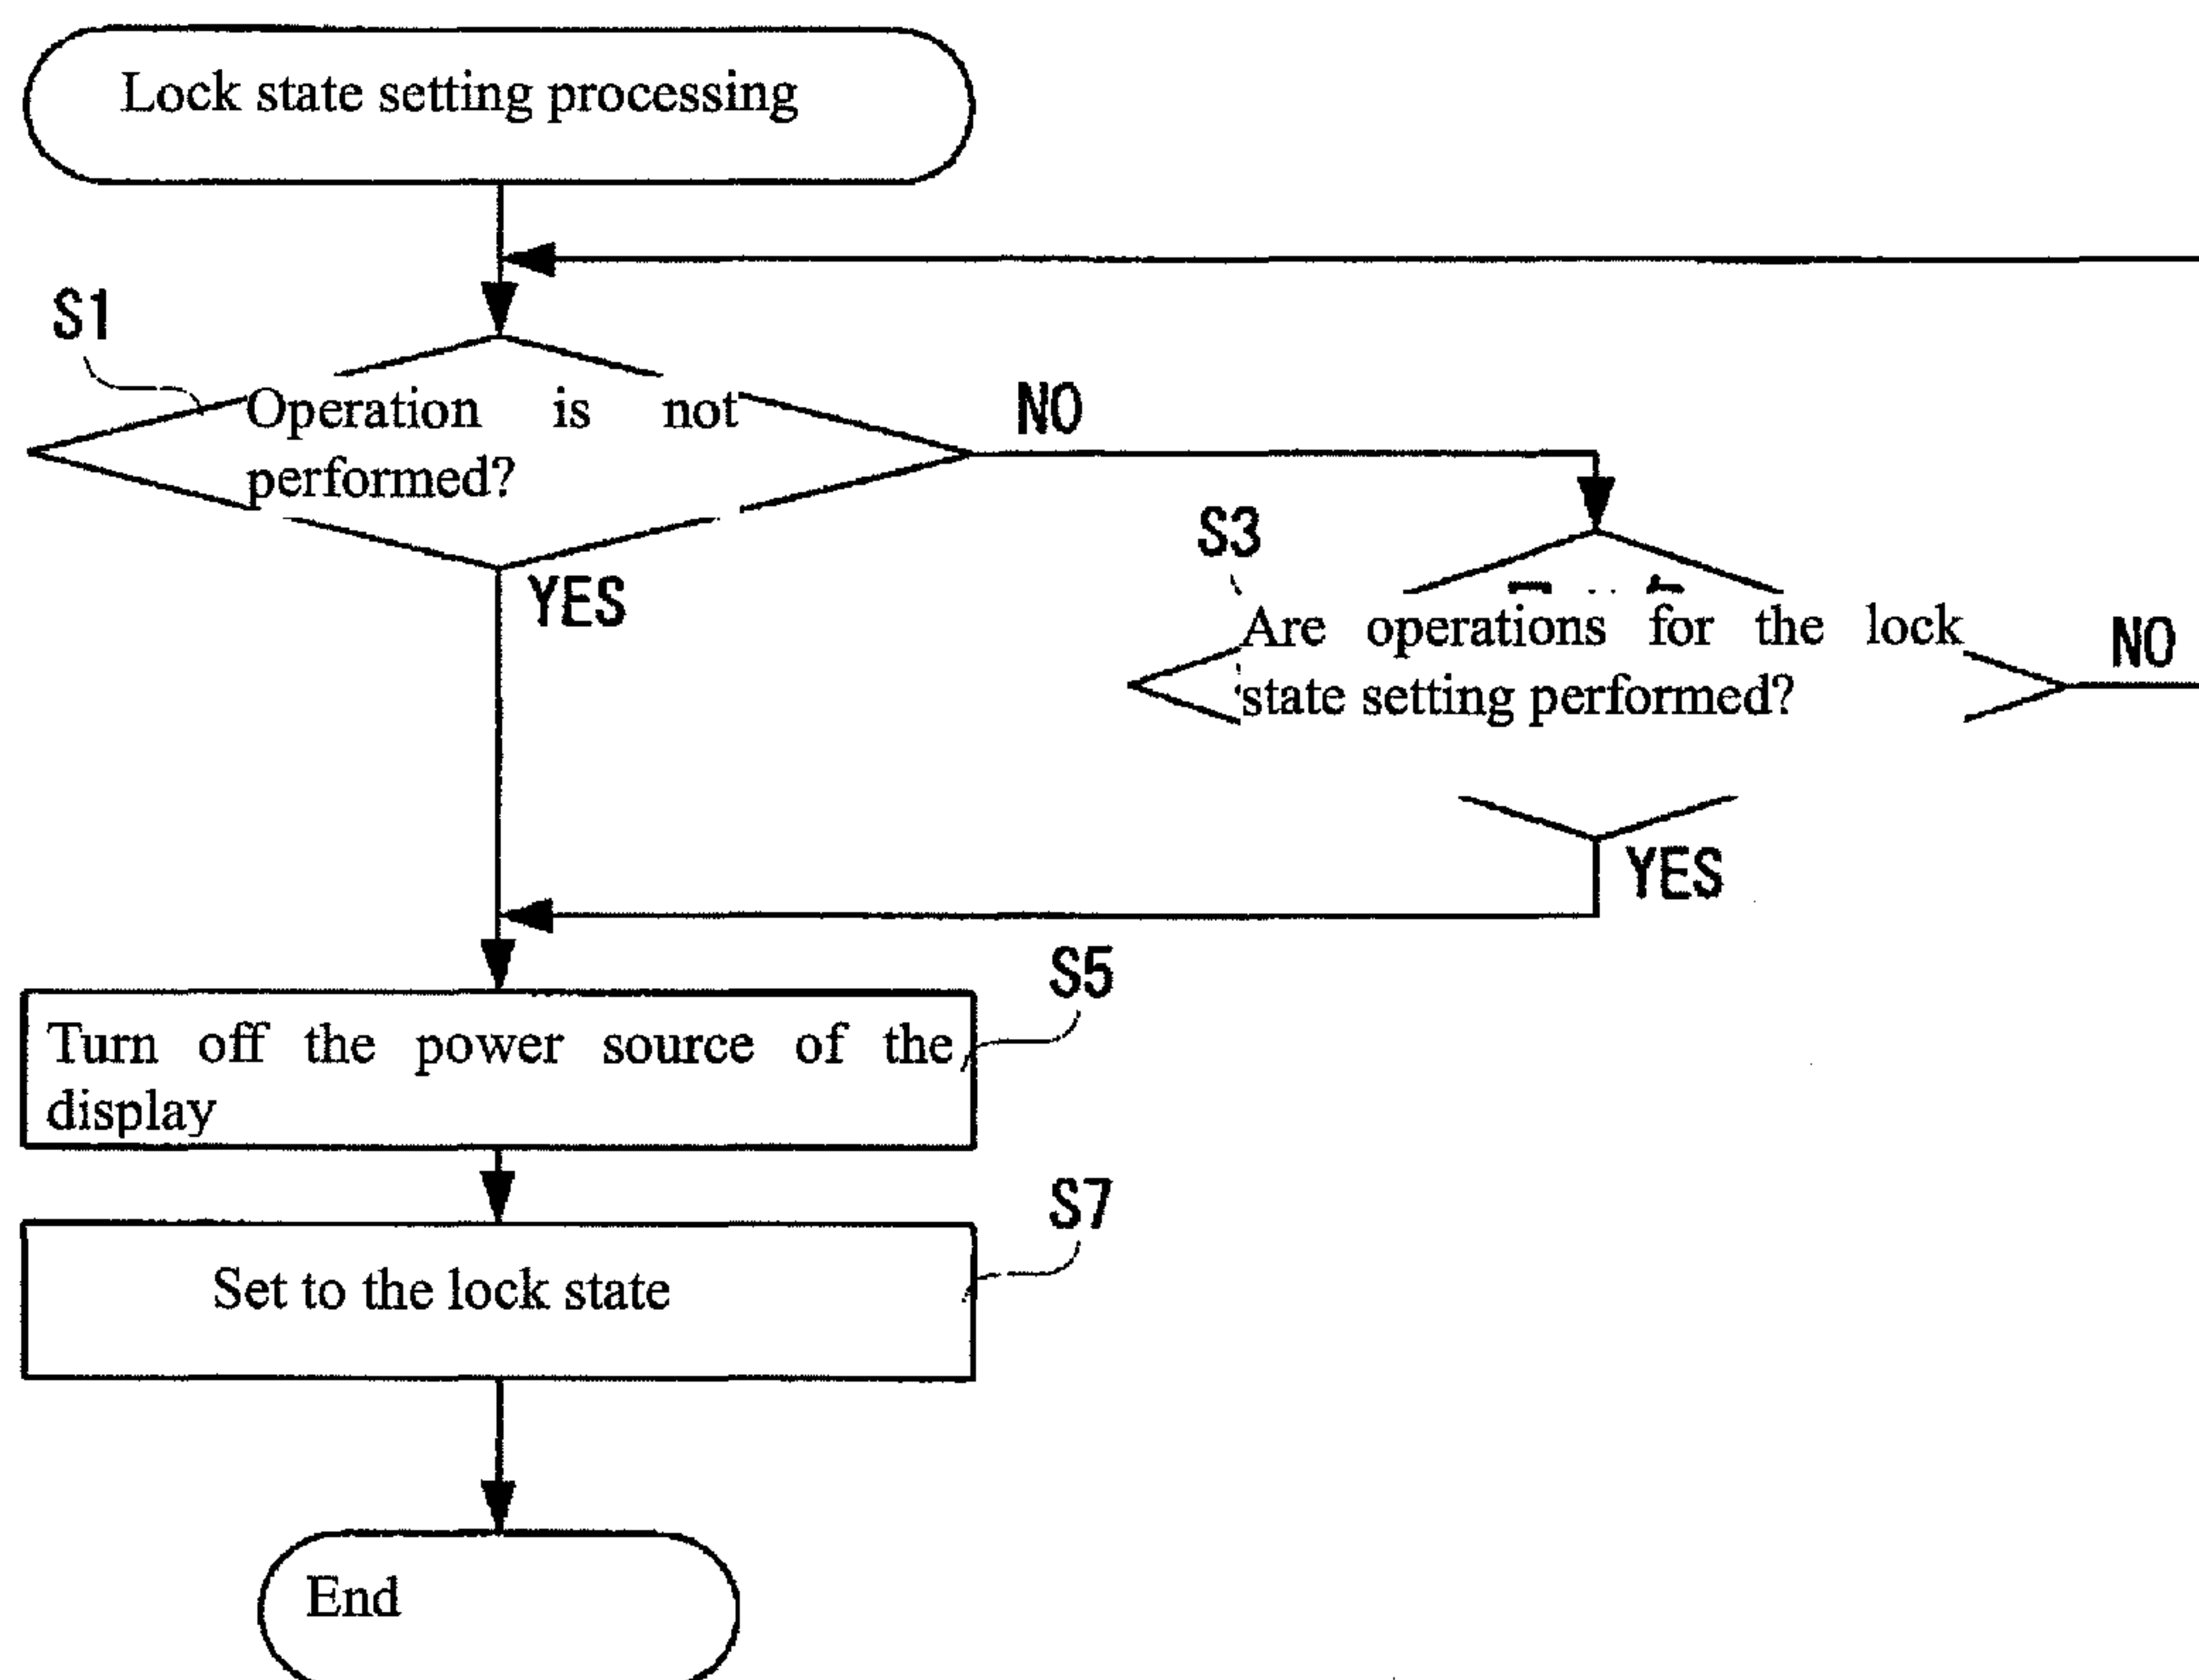 Lock state setting processing
S1
Operation is not
performed?
NO
YES
S3
Are operations for the lock
state setting performed?
NO
YES
S5
Turn off the power source of the
display
S7
Set to the lock state
End